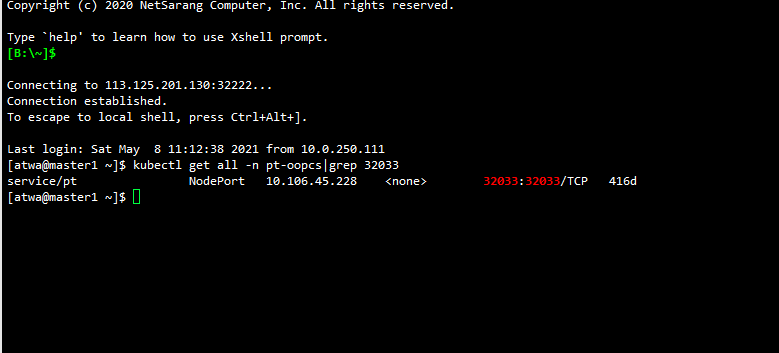 Copyright (c) 2020 NetSarang Computer, Inc. All rights reserved.
Type `help' to learn how to use Xshell prompt.
[B:\~]$
Connecting to 113.125.201.130:32222...
Connection established.
To escape to local shell, press Ctrl+Alt+].
Last login: Sat May  8 11:12:38 2021 from 10.0.250.111
[atwa@master1 ~]$ kubectl get all -n pt-oopcs|grep 32033
service/pt                NodePort   10.106.45.228    <none>        32033:32033/TCP   416d
[atwa@master1 ~]$